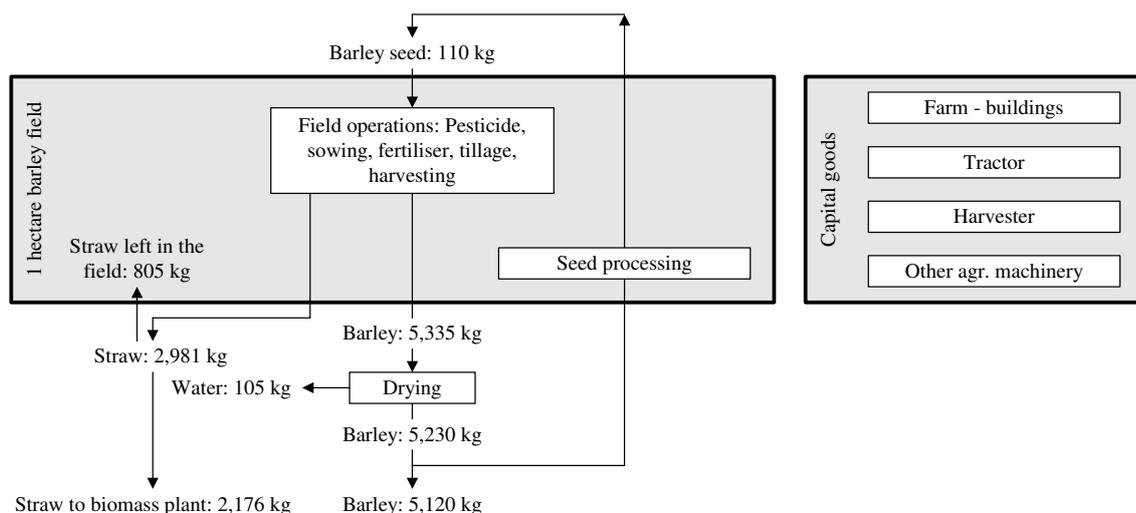 Barley seed: 110 kg
1 hectare barley field
Field operations: Pesticide,
sowing, fertiliser, tillage,
harvesting
Straw left in the
field: 805 kg
Seed processing
Capital goods
Farm - buildings
Tractor
Harvester
Other agr. machinery
Barley: 5,335 kg
Straw: 2,981 kg
Water: 105 kg
Drying
Barley: 5,230 kg
Straw to biomass plant: 2,176 kg
Barley: 5,120 kg